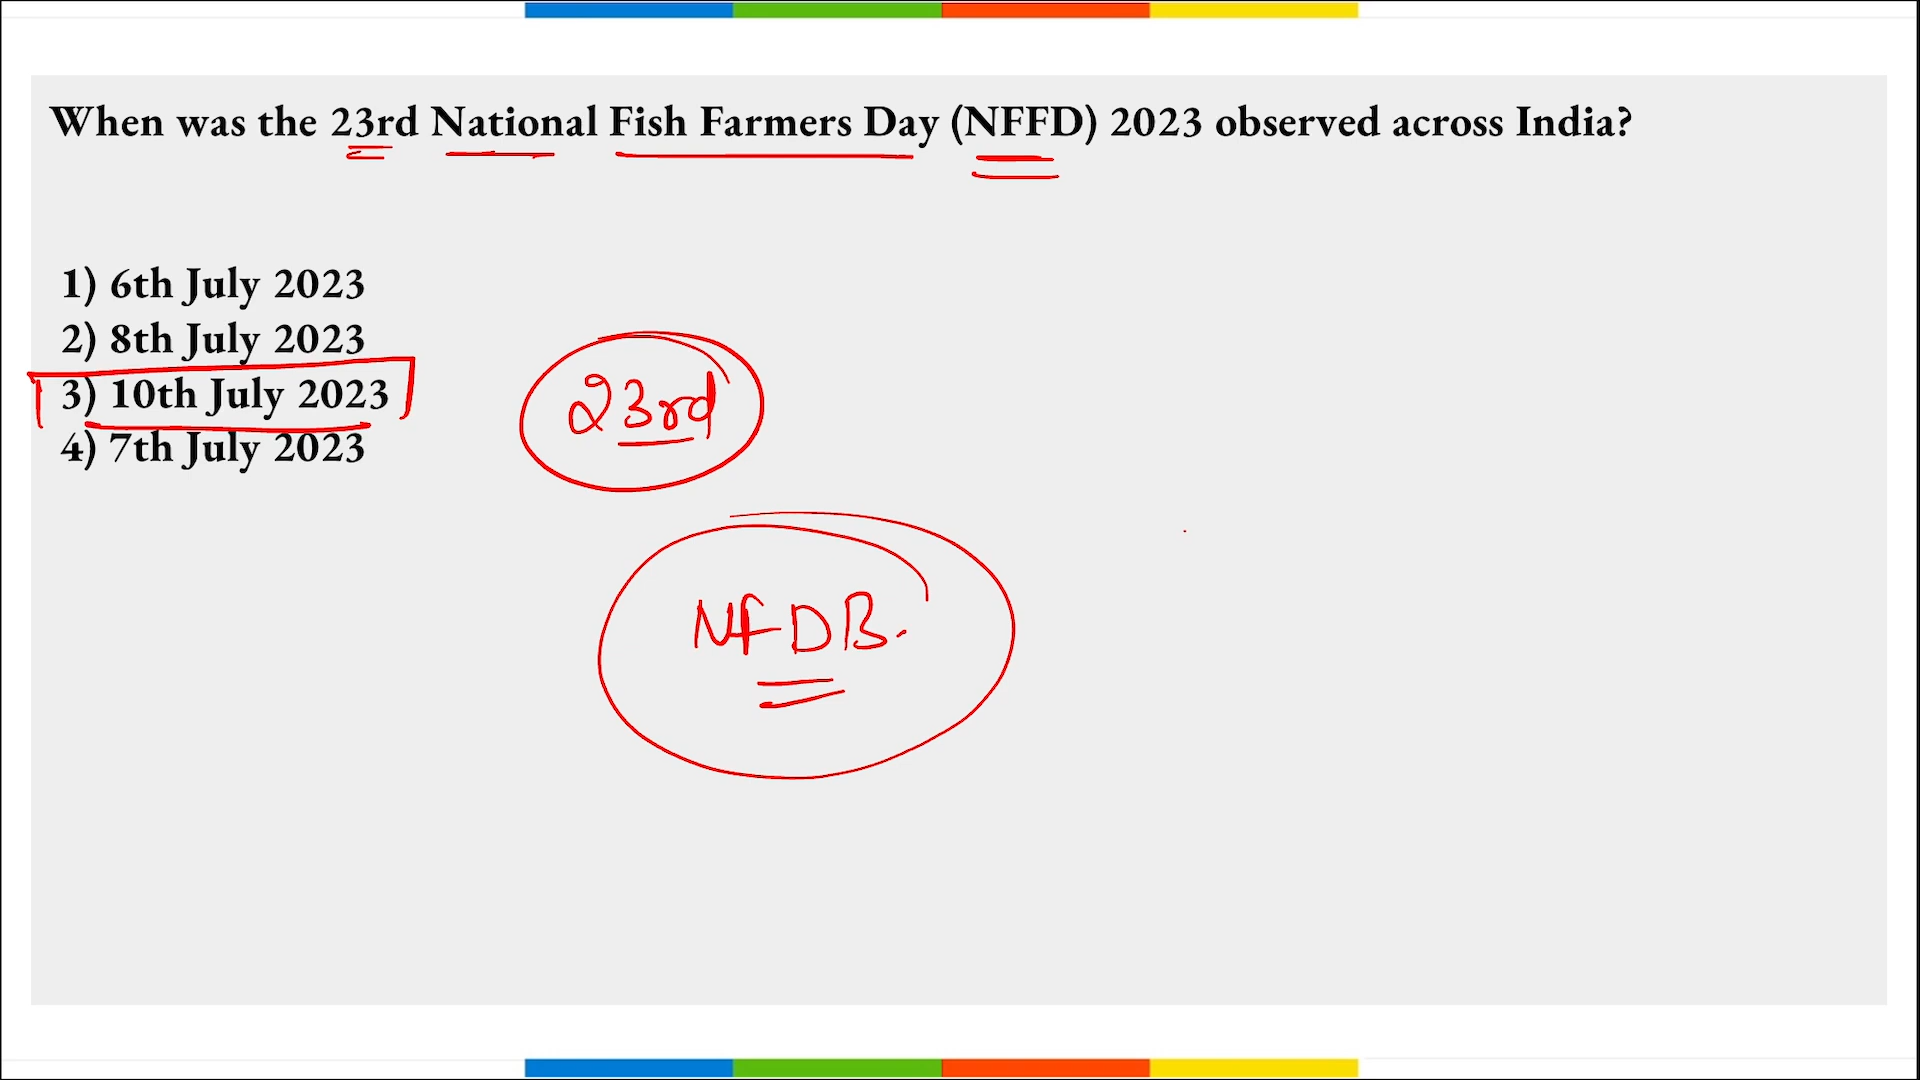 When was the 23rd National Fish Farmers Day (NFFD) 2023 observed across India?
1) 6th July 2023
2) 8th July 2023
3) 10th July 2023
4) 7th July 2023
23rd
NFDB.